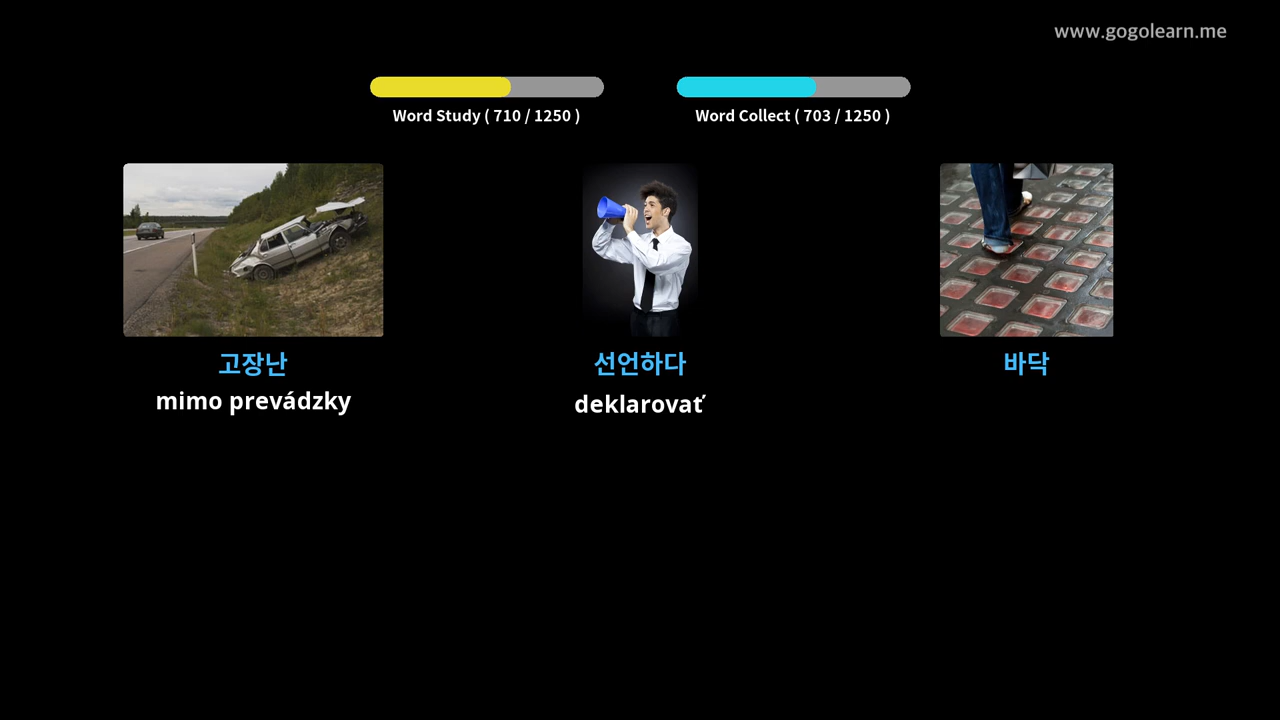 www.gogolearn.me
Word Study ( 710 / 1250 )
Word Collect ( 703 / 1250 )
고장난
선언하다
바닥
mimo prevádzky
deklarovať